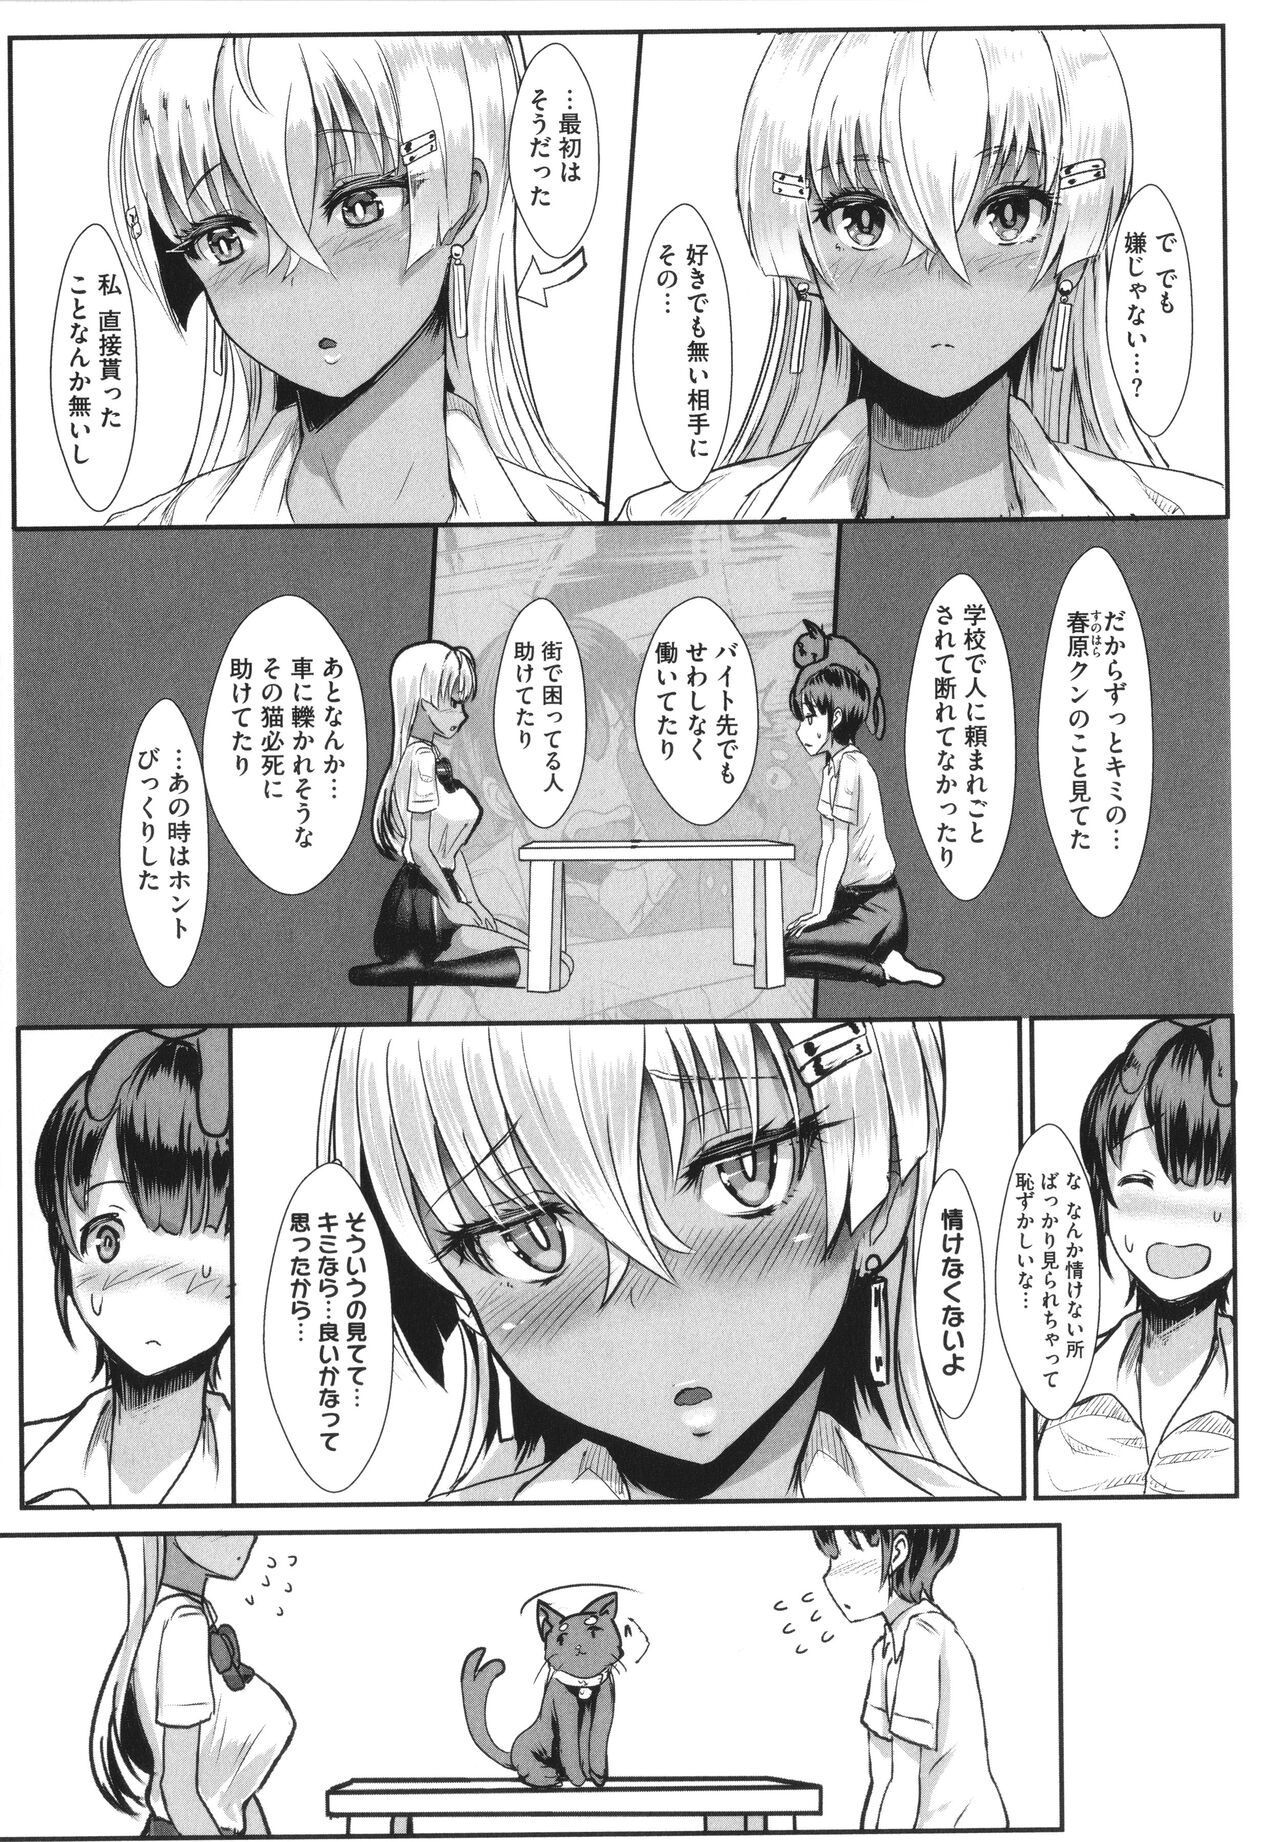 で でも
嫌じゃない…?
好きでも無い相手に
その…
…最初は
そうだった
私 直接貰った
ことなんか無いし
だからずっとキミの…
春原クンのこと見てた
すのはら
学校で人に頼まれごと
されて断れてなかったり
バイト先でも
せわしなく
働いてたり
街で困ってる人
助けてたり
あとなんか…
車に轢かれそうな
その猫必死に
助けてたり
…あの時はホント
びっくりした
な なんか情けない所
ばっかり見られちゃって
恥ずかしいな…
情けなくないよ
そういうの見てて…
キミなら…良いかなって
思ったから…